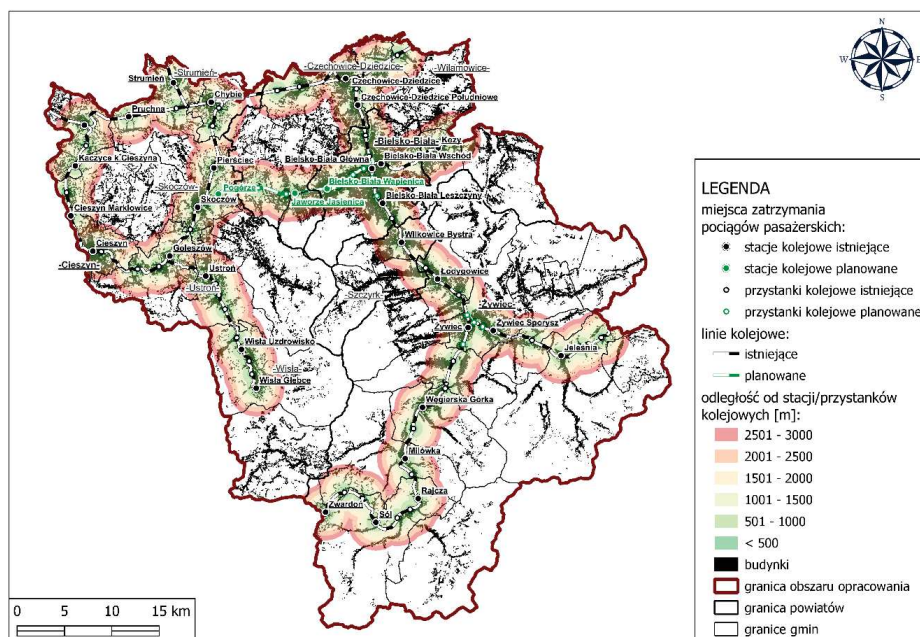 N
W
E
S
-Strumień-
Strumień
-Czechowice-Dziedzice-
-Wilamowice-
Czechowice-Dziedzice
Chybie
Czechowice-Dziedzice Południowe
Pruchna
-Bielsko-Biała-
Kozy
Bielsko-Biała Główna
Bielsko-Biała Wschód
Kaczyce k Cieszyna
Pierściec
-Skoczów-
Pogórze
Bielsko-Biała Wapienica
Jaworze Jasienica
Bielsko-Biała Leszczyny
Skoczów
Cieszyn Marklowice
Wilkowice Bystra
Cieszyn
-Cieszyn-
Goleszów
Ustroń
-Ustroń-
Łodygowice
-Szczyrk-
-Żywiec-
Żywiec
Żywiec Sporysz
Wisła Uzdrowisko
Jeleśnia
-Wisła-
Wisła Głębce
Węgierska Górka
Milówka
Rajcza
Zwardoń
Sól
LEGENDA
miejsca zatrzymania
pociągów pasażerskich:
stacje kolejowe istniejące
stacje kolejowe planowane
przystanki kolejowe istniejące
przystanki kolejowe planowane
linie kolejowe:
istniejące
planowane
odległość od stacji/przystanków
kolejowych [m]:
2501 - 3000
2001 - 2500
1501 - 2000
1001 - 1500
501 - 1000
< 500
budynki
granica obszaru opracowania
granica powiatów
granice gmin
0 5 10 15 km